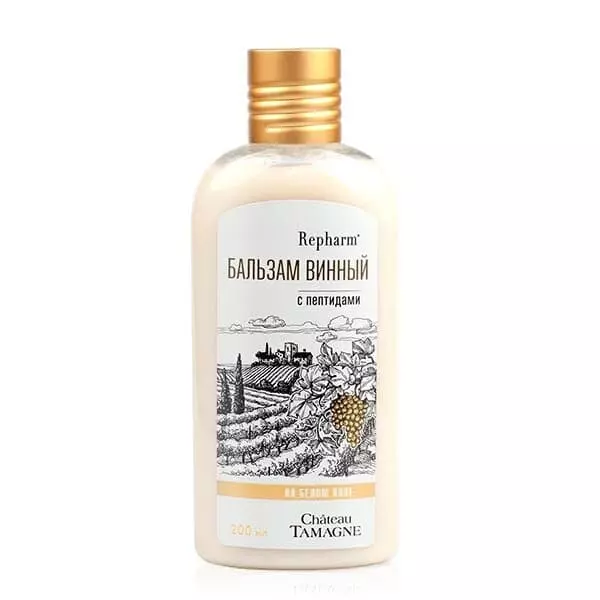 Repharm®
БАЛЬЗАМ ВИННЫЙ
с пептидами
НА БЕЛОМ ВИНЕ
200 мл
Château
TAMAGNE